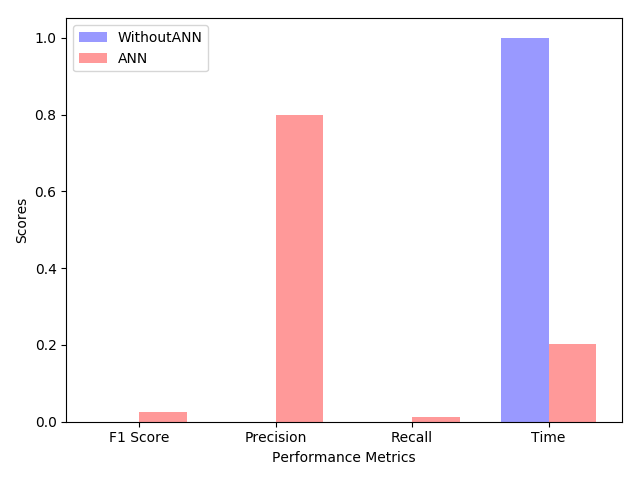 WithoutANN
ANN
1.0
0.8
0.6
0.4
0.2
0.0
Scores
F1 Score Precision Recall Time
Performance Metrics